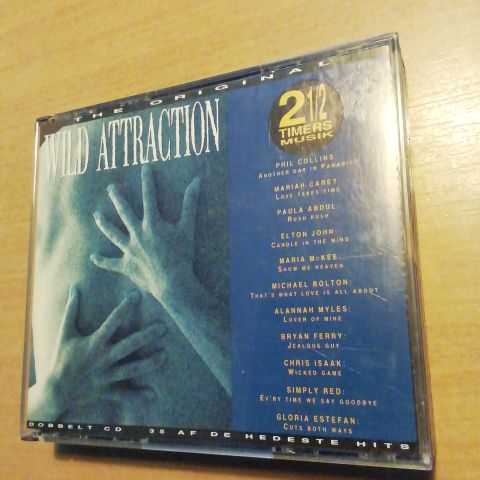 THE ORIGINAL
WILD ATTRACTION
2 1/2
TIMERS
MUSIK
PHIL COLLINS
ANOTHER DAY IN PARADISE
MARIAH CAREY
LOVE TAKES TIME
PAULA ABDUL:
RUSH RUSH
ELTON JOHN:
CANDLE IN THE WIND
MARIA MCKEE:
SHOW ME HEAVEN
MICHAEL BOLTON:
THAT'S WHAT LOVE IS ALL ABOUT
ALANNAH MYLES:
LOVER OF MINE
BRYAN FERRY:
JEALOUS GUY
CHRIS ISAAK:
WICKED GAME
SIMPLY RED:
EV'RY TIME WE SAY GOODBYE
GLORIA ESTEFAN:
CUTS BOTH WAYS
DOBBELT CD 35 AF DE HEDESTE HITS